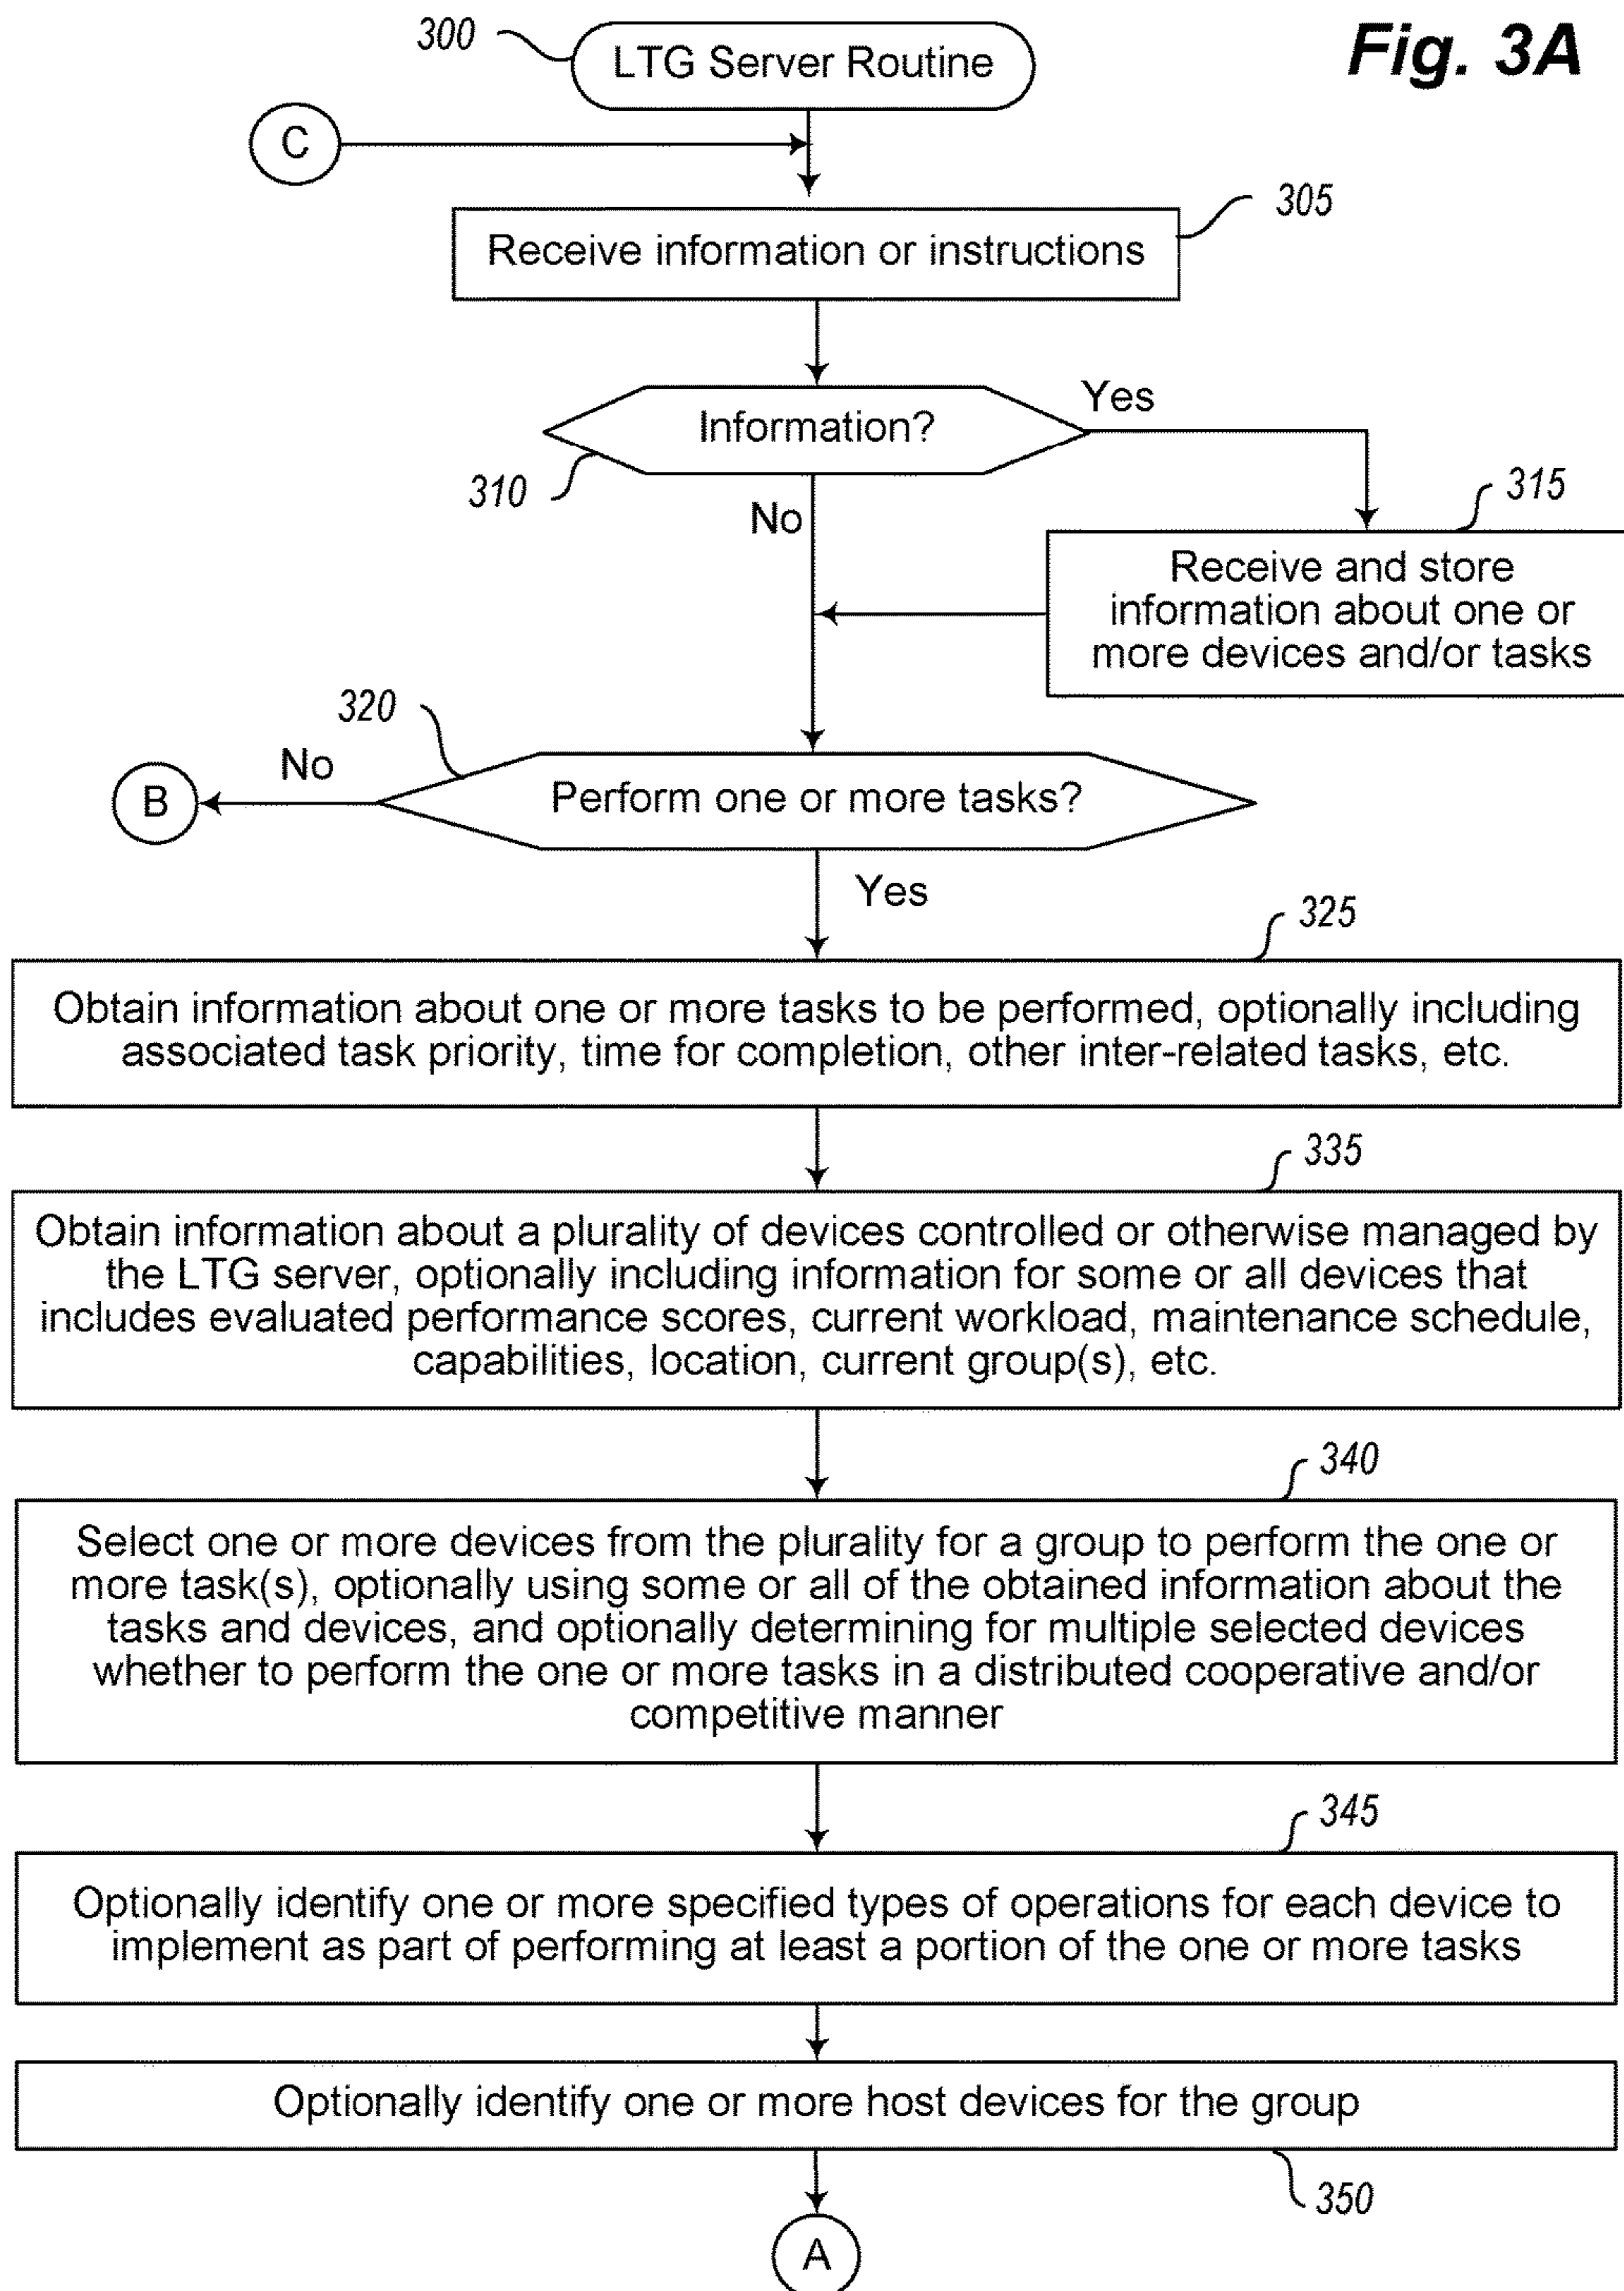 Fig. 3A
300
LTG Server Routine
C
305
Receive information or instructions
Information?
Yes
310
No
315
Receive and store
information about one or
more devices and/or tasks
320
No
B
Perform one or more tasks?
Yes
325
Obtain information about one or more tasks to be performed, optionally including
associated task priority, time for completion, other inter-related tasks, etc.
335
Obtain information about a plurality of devices controlled or otherwise managed by
the LTG server, optionally including information for some or all devices that
includes evaluated performance scores, current workload, maintenance schedule,
capabilities, location, current group(s), etc.
340
Select one or more devices from the plurality for a group to perform the one or
more task(s), optionally using some or all of the obtained information about the
tasks and devices, and optionally determining for multiple selected devices
whether to perform the one or more tasks in a distributed cooperative and/or
competitive manner
345
Optionally identify one or more specified types of operations for each device to
implement as part of performing at least a portion of the one or more tasks
Optionally identify one or more host devices for the group
350
A